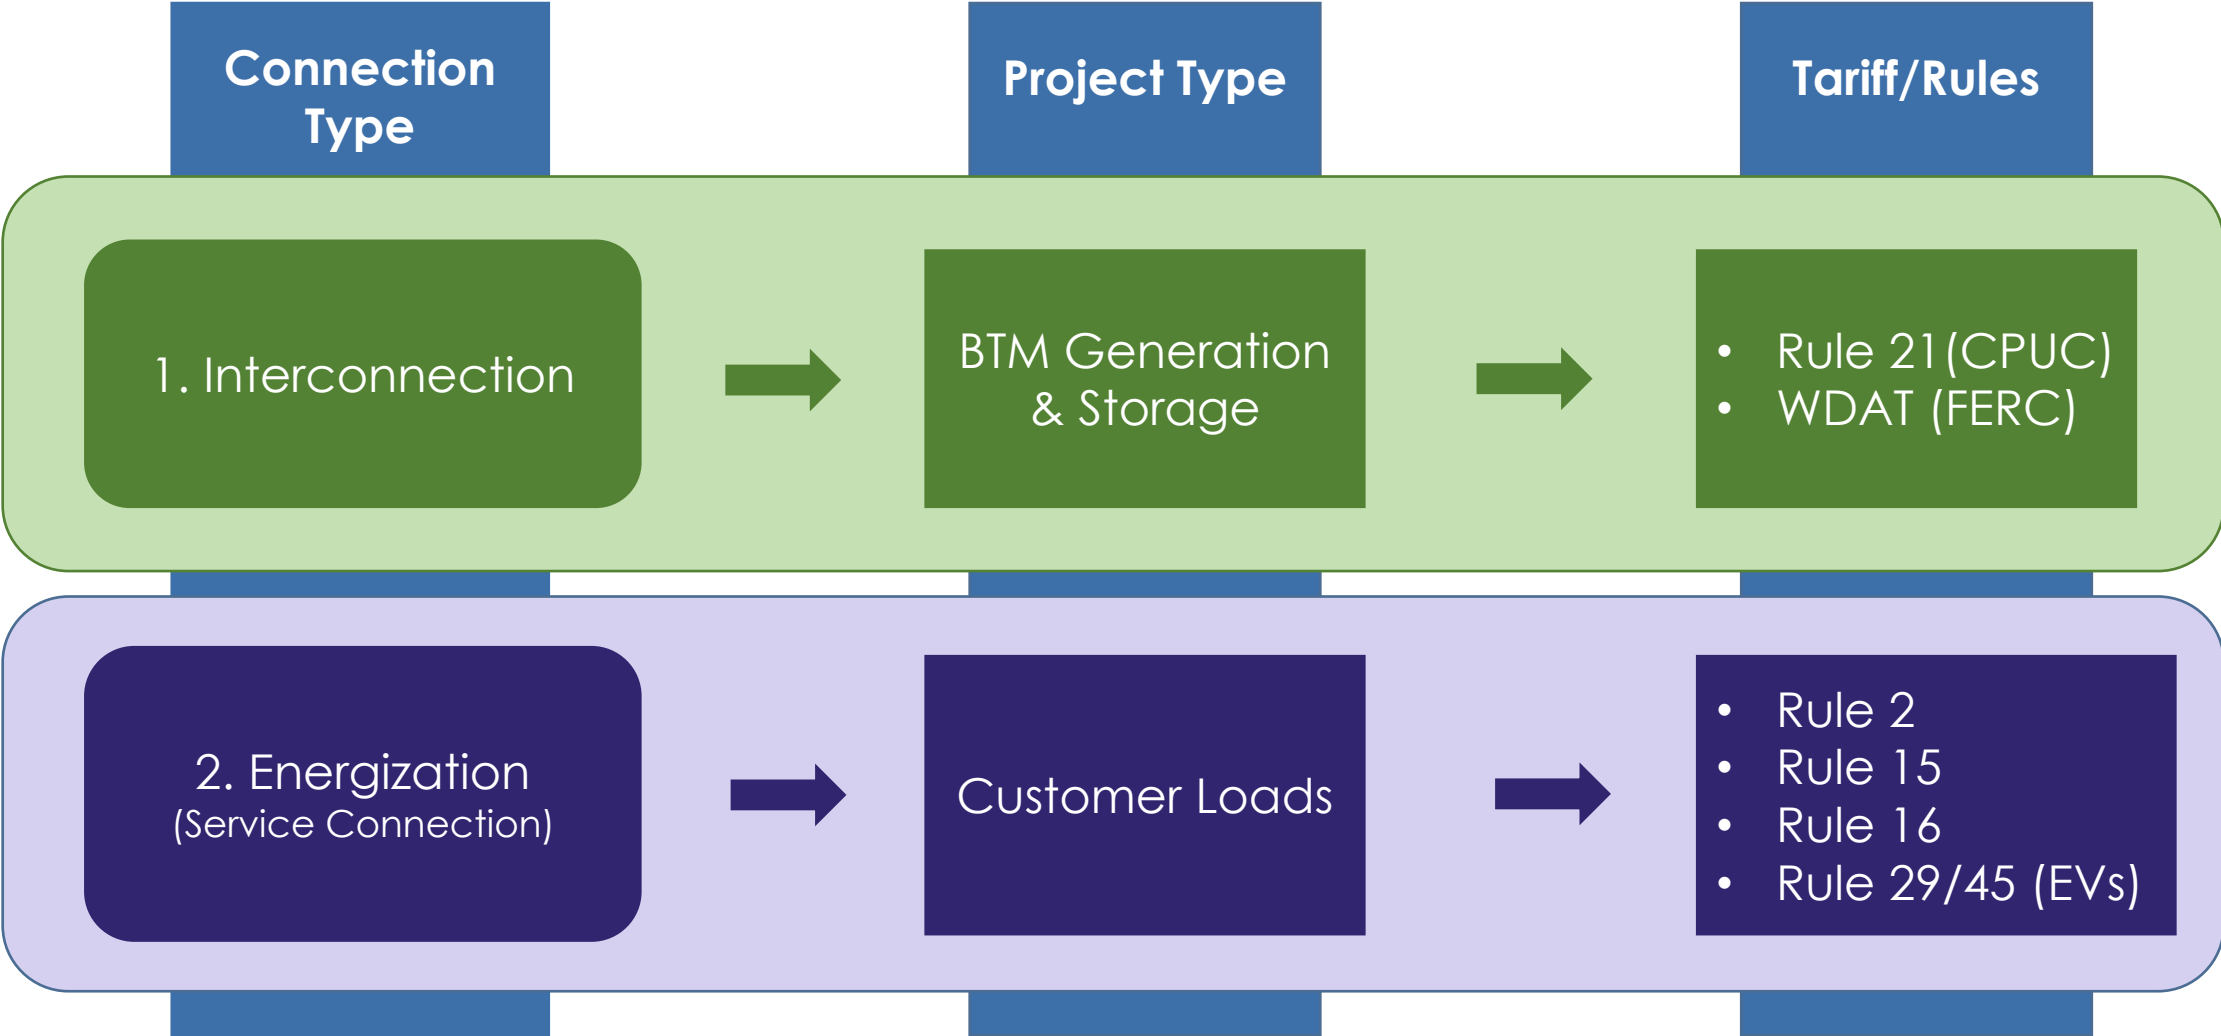 Connection
Type
Project Type
Tariff/Rules
1. Interconnection
BTM Generation
& Storage
• Rule 21(CPUC)
• WDAT (FERC)
2. Energization
(Service Connection)
Customer Loads
• Rule 2
• Rule 15
• Rule 16
• Rule 29/45 (EVs)